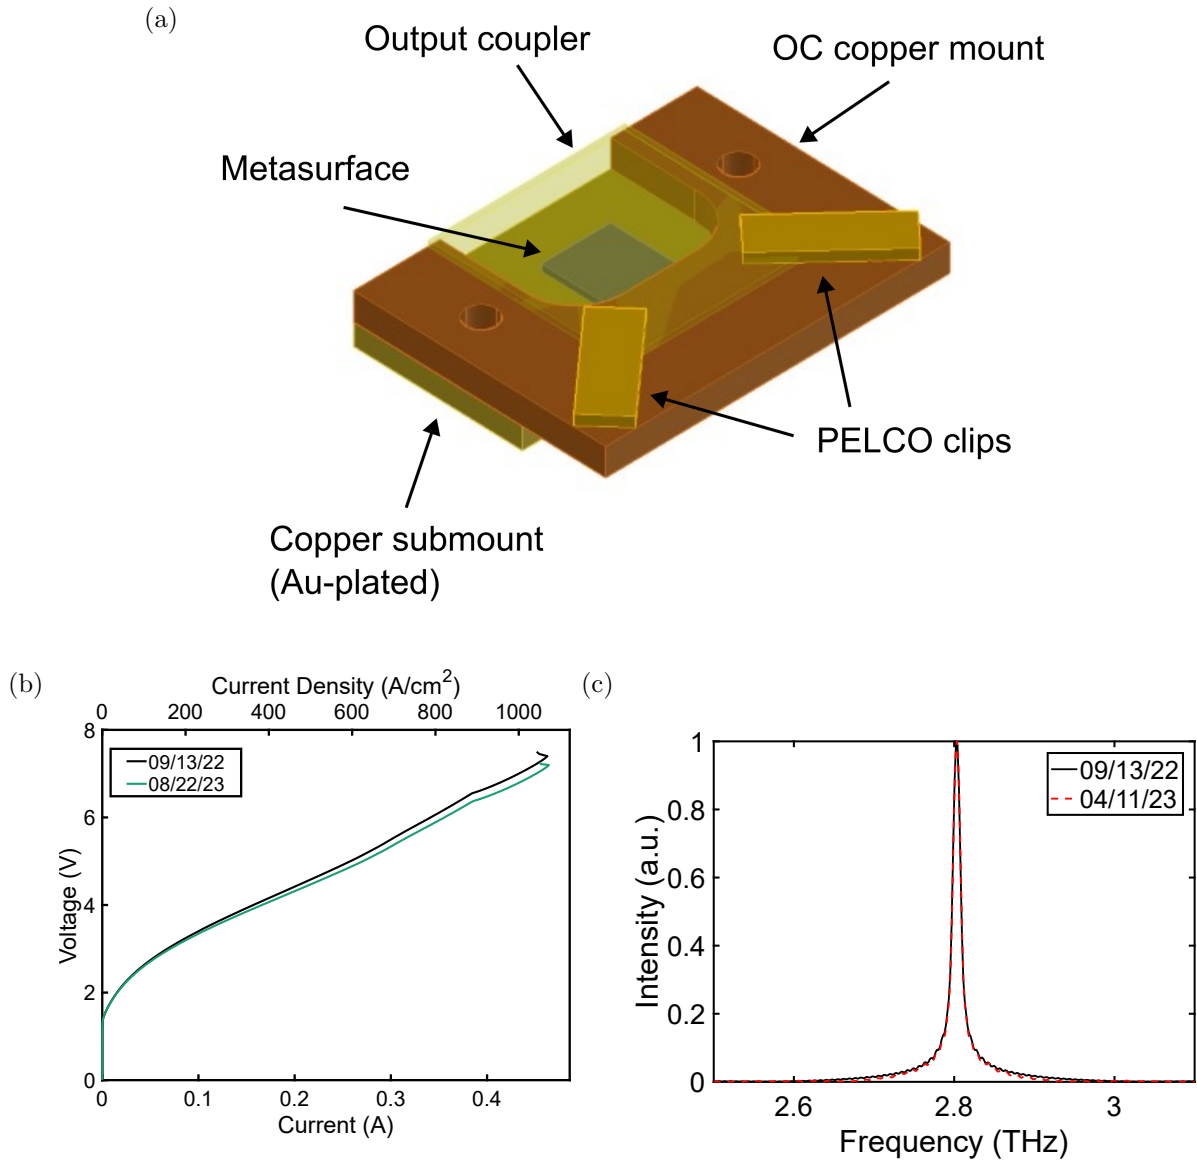 (a)
Output coupler
OC copper mount
Metasurface
PELCO clips
Copper submount
(Au-plated)
(b)
Current Density (A/cm2)
0 200 400 600 800 1000
8
6
4
2
0
Voltage (V)
09/13/22
08/22/23
0 0.1 0.2 0.3 0.4
Current (A)
(c)
1
0.8
0.6
0.4
0.2
0
Intensity (a.u.)
09/13/22
04/11/23
2.6 2.8 3
Frequency (THz)